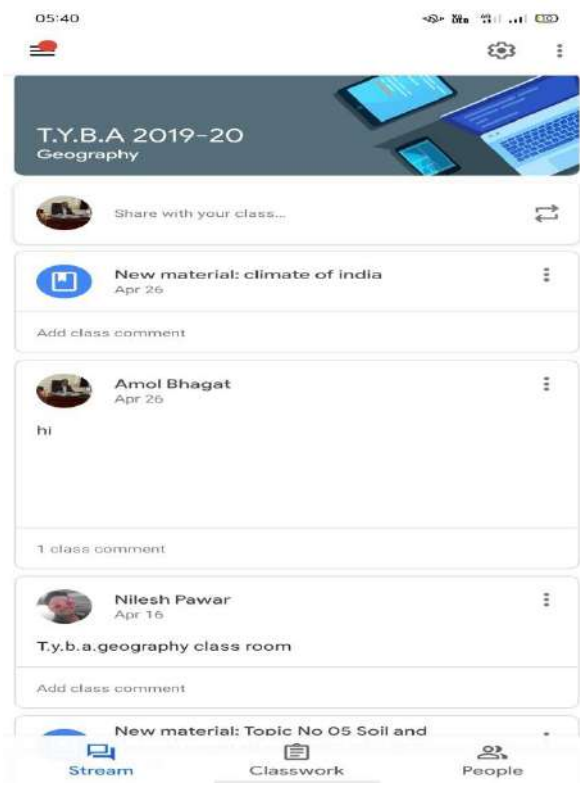 05:40
T.Y.B.A 2019-20
Geography
Share with your class...
New material: climate of india
Apr 26
Add class comment
Amol Bhagat
Apr 26
hi
1 class comment
Nilesh Pawar
Apr 16
T.y.b.a.geography class room
Add class comment
New material: Topic No 05 Soil and
Stream Classwork People